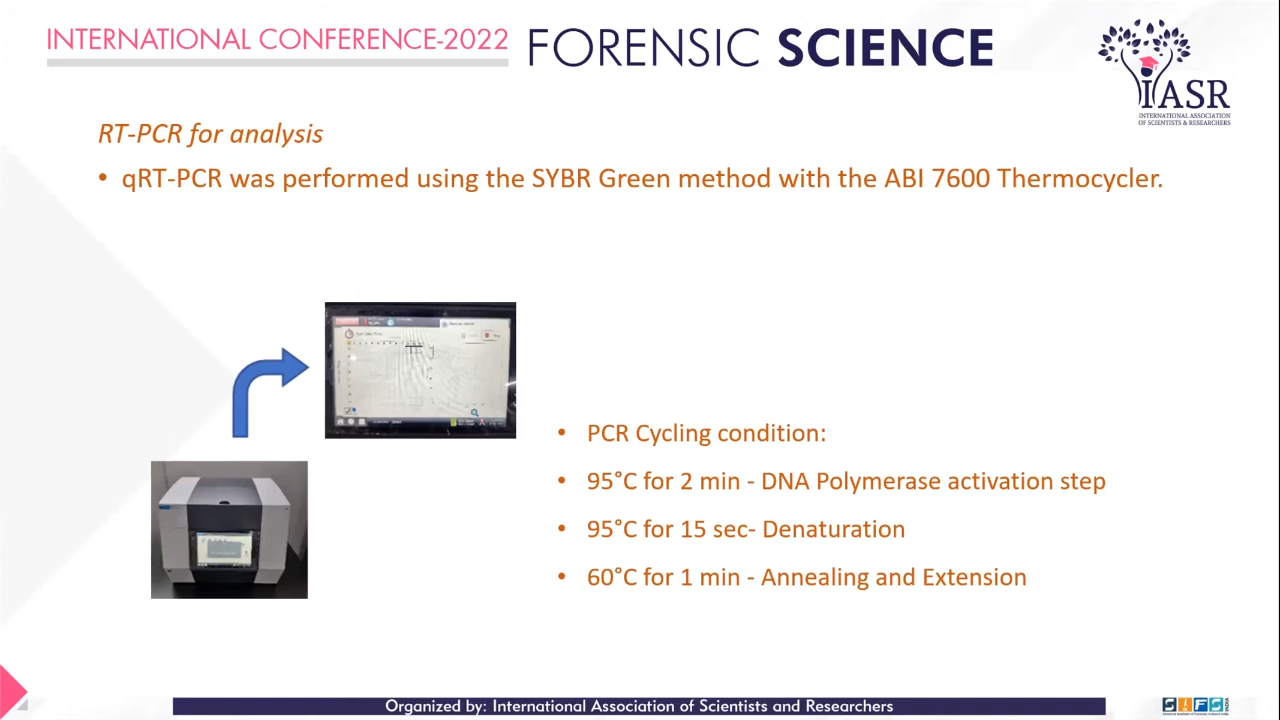 INTERNATIONAL CONFERENCE-2022 FORENSIC SCIENCE
IASR
INTERNATIONAL ASSOCIATION
OF SCIENTISTS & RESEARCHERS
RT-PCR for analysis
• qRT-PCR was performed using the SYBR Green method with the ABI 7600 Thermocycler.
• PCR Cycling condition:
• 95°C for 2 min - DNA Polymerase activation step
• 95°C for 15 sec- Denaturation
• 60°C for 1 min - Annealing and Extension
Organized by: International Association of Scientists and Researchers
SIFS
INDIA